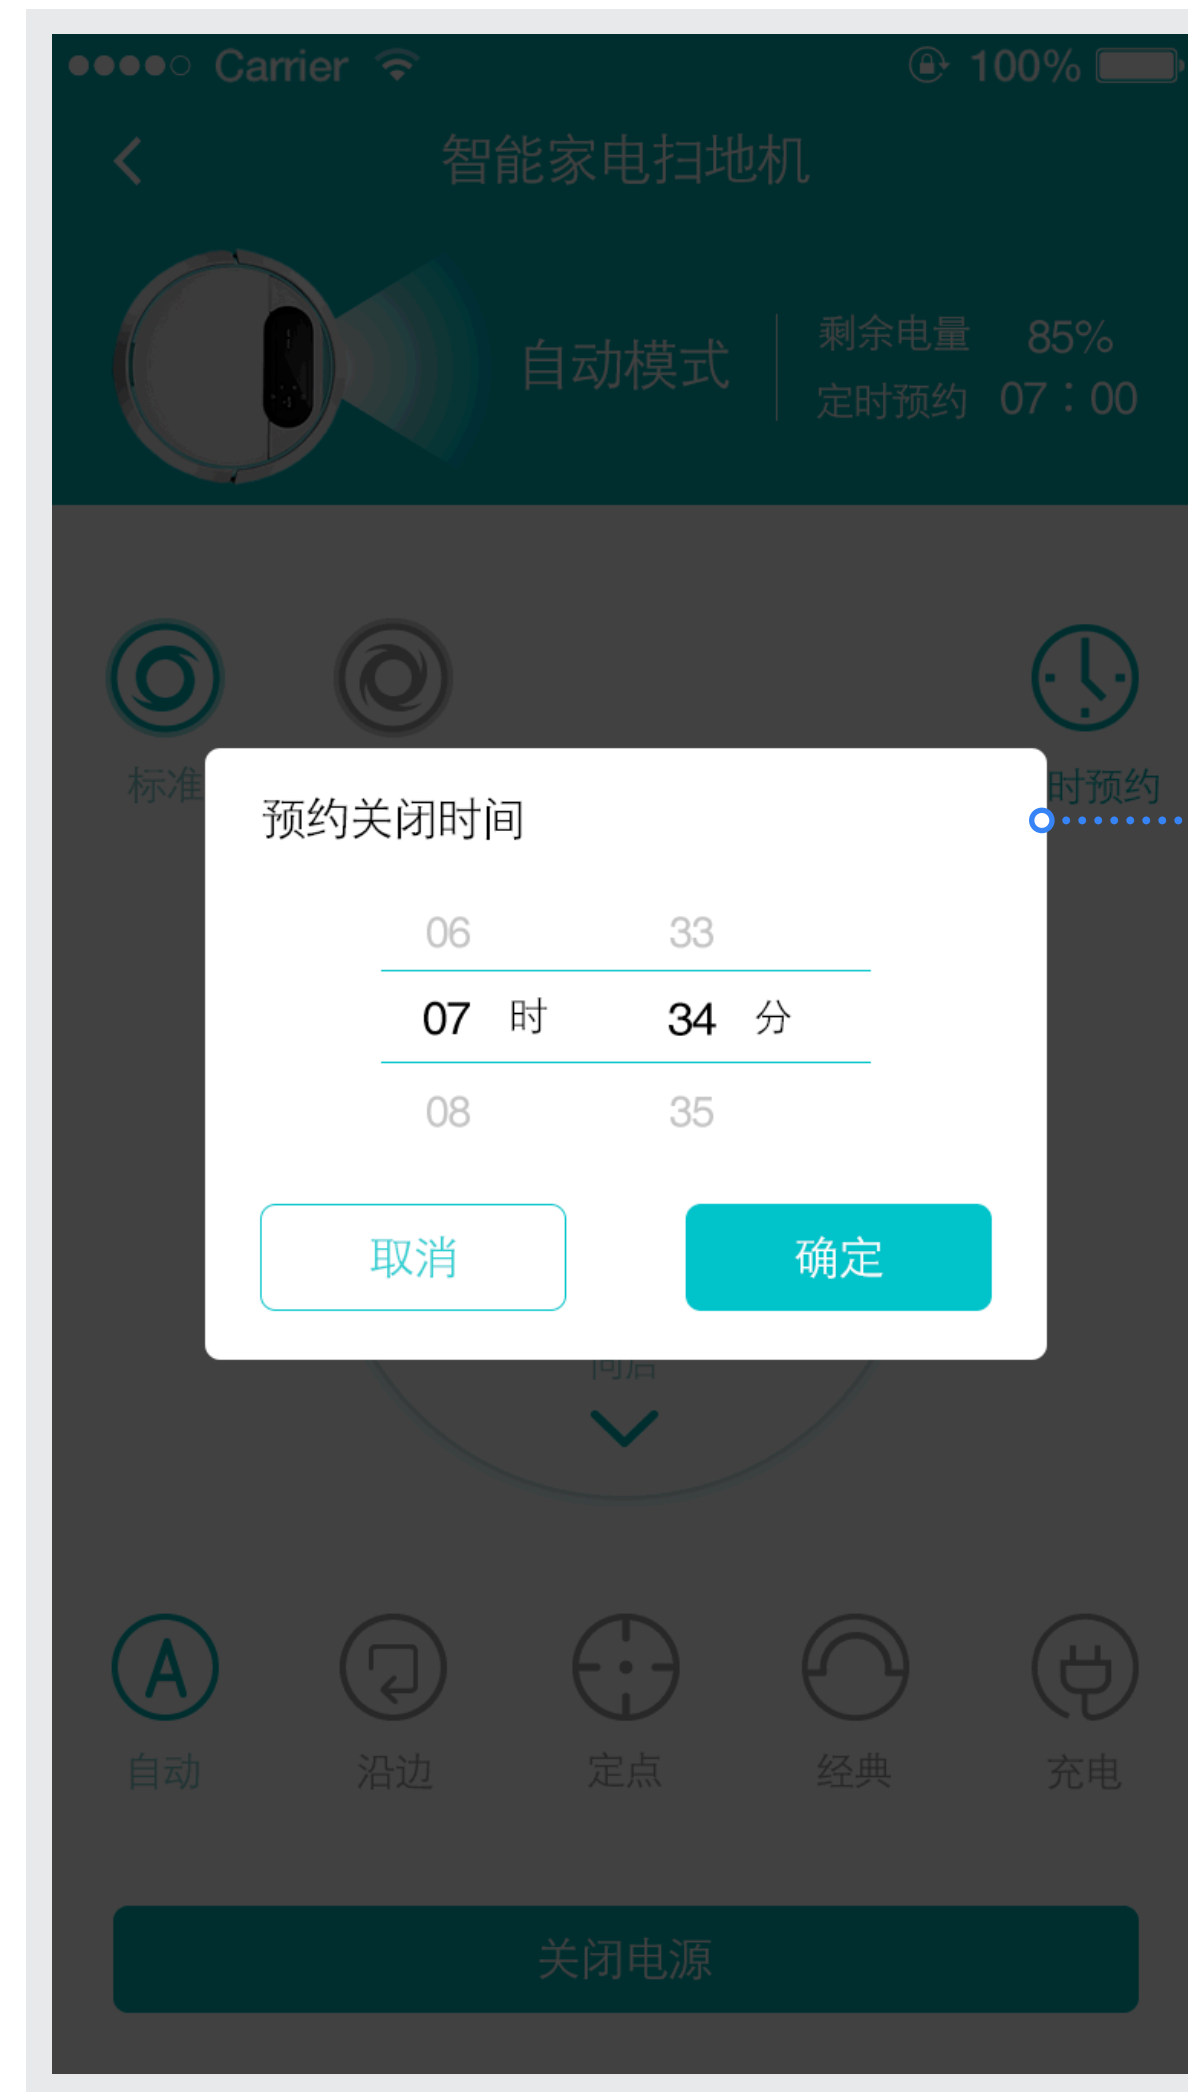 Carrier 100%
智能家电扫地机
自动模式
剩余电量 85%
定时预约 07：00
标准
时预约
预约关闭时间
06 33
07 时 34 分
08 35
取消 确定
向后
A
自动 沿边 定点 经典 充电
关闭电源